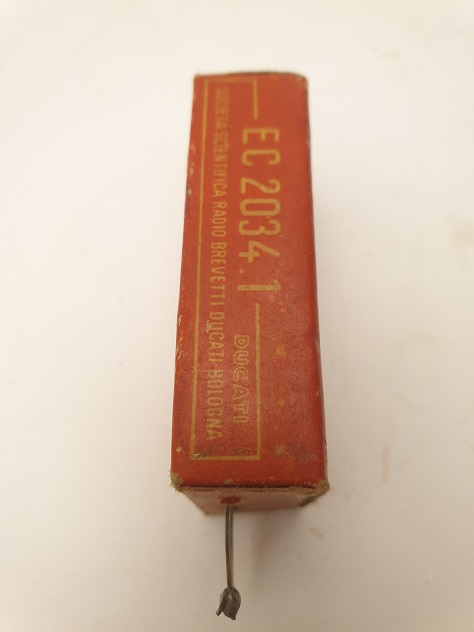 EC 2034.1
DUCATI
SOCIETÀ SCIENTIFICA RADIO BREVETTI DUCATI BOLOGNA